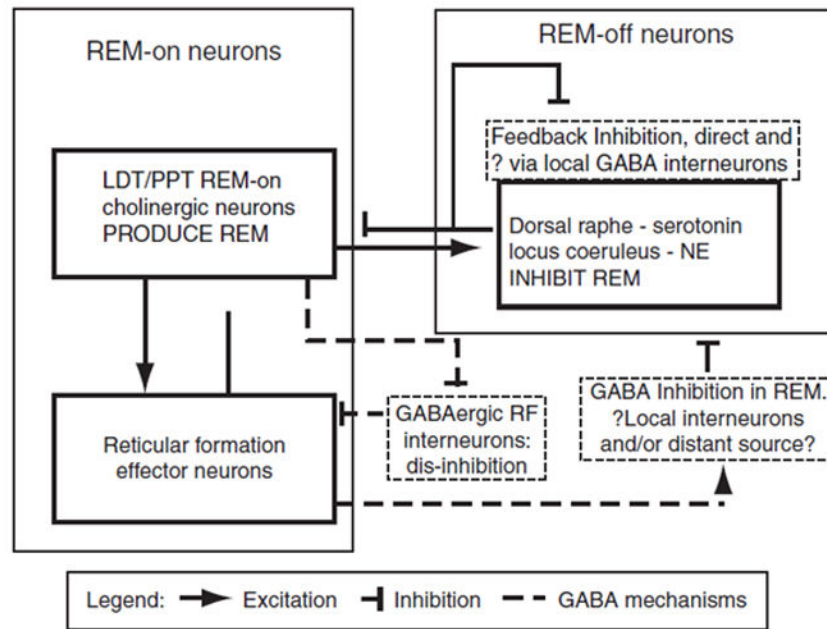 REM-on neurons
LDT/PPT REM-on
cholinergic neurons
PRODUCE REM
Reticular formation
effector neurons
REM-off neurons
Feedback Inhibition, direct and
? via local GABA interneurons
Dorsal raphe - serotonin
locus coeruleus - NE
INHIBIT REM
GABAergic RF
interneurons:
dis-inhibition
GABA Inhibition in REM.
?Local interneurons
and/or distant source?
Legend: Excitation Inhibition GABA mechanisms